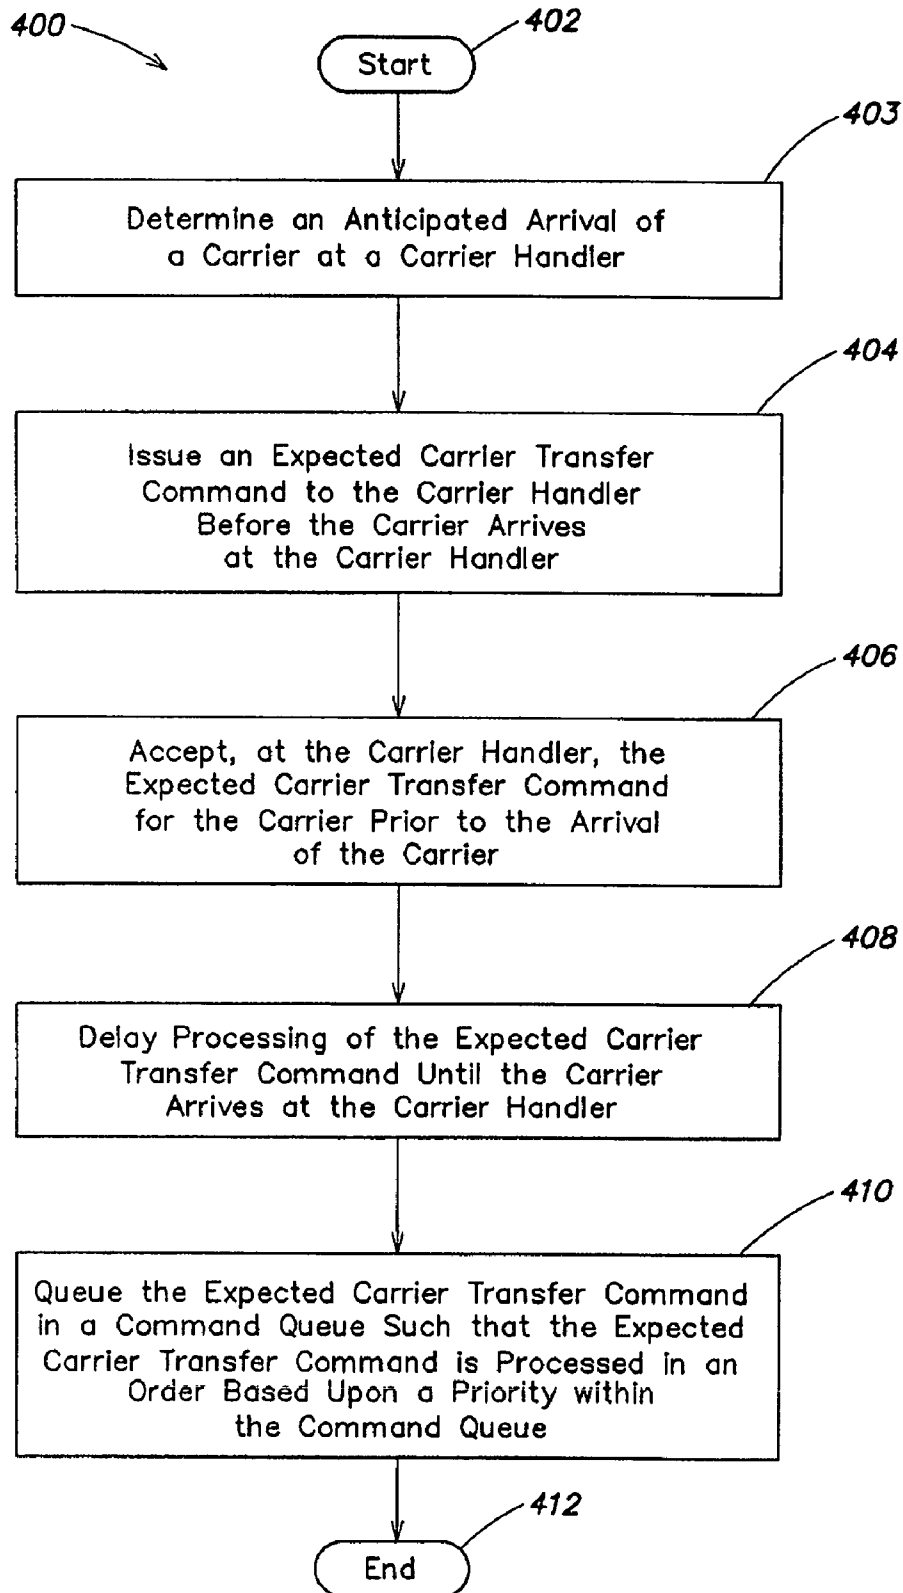 400
402
Start
403
Determine an Anticipated Arrival of
a Carrier at a Carrier Handler
404
Issue an Expected Carrier Transfer
Command to the Carrier Handler
Before the Carrier Arrives
at the Carrier Handler
406
Accept, at the Carrier Handler, the
Expected Carrier Transfer Command
for the Carrier Prior to the Arrival
of the Carrier
408
Delay Processing of the Expected Carrier
Transfer Command Until the Carrier
Arrives at the Carrier Handler
410
Queue the Expected Carrier Transfer Command
in a Command Queue Such that the Expected
Carrier Transfer Command is Processed in an
Order Based Upon a Priority within
the Command Queue
412
End